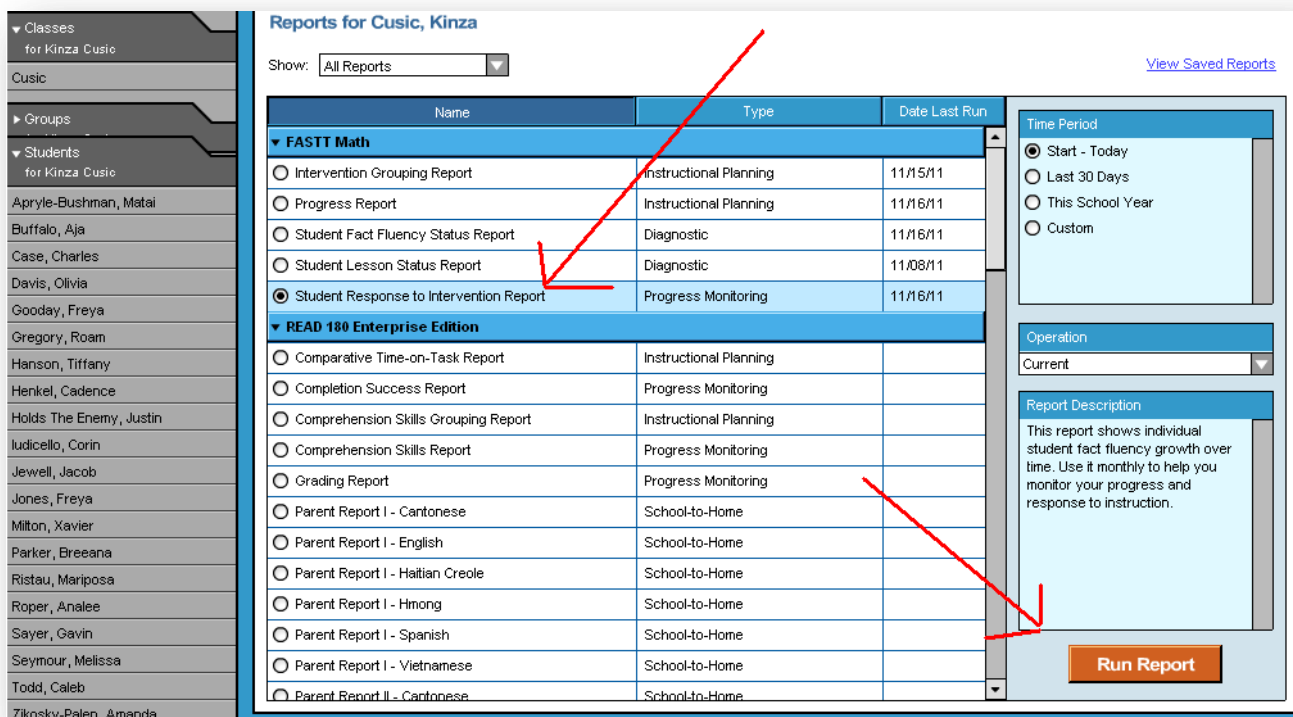 Classes
for Kinza Cusic
Cusic
Groups
Students
for Kinza Cusic
Apryle-Bushman, Matai
Buffalo, Aja
Case, Charles
Davis, Olivia
Gooday, Freya
Gregory, Roam
Hanson, Tiffany
Henkel, Cadence
Holds The Enemy, Justin
Iudicello, Corin
Jewell, Jacob
Jones, Freya
Milton, Xavier
Parker, Breeana
Ristau, Mariposa
Roper, Analee
Sayer, Gavin
Seymour, Melissa
Todd, Caleb
Zikosky-Palen, Amanda
Reports for Cusic, Kinza
Show: All Reports
View Saved Reports
Name Type Date Last Run
FASTT Math
Intervention Grouping Report Instructional Planning 11/15/11
Progress Report Instructional Planning 11/16/11
Student Fact Fluency Status Report Diagnostic 11/16/11
Student Lesson Status Report Diagnostic 11/08/11
Student Response to Intervention Report Progress Monitoring 11/16/11
READ 180 Enterprise Edition
Comparative Time-on-Task Report Instructional Planning
Completion Success Report Progress Monitoring
Comprehension Skills Grouping Report Instructional Planning
Comprehension Skills Report Progress Monitoring
Grading Report Progress Monitoring
Parent Report I - Cantonese School-to-Home
Parent Report I - English School-to-Home
Parent Report I - Haitian Creole School-to-Home
Parent Report I - Hmong School-to-Home
Parent Report I - Spanish School-to-Home
Parent Report I - Vietnamese School-to-Home
Parent Report II - Cantonese School-to-Home
Time Period
Start - Today
Last 30 Days
This School Year
Custom
Operation
Current
Report Description
This report shows individual
student fact fluency growth over
time. Use it monthly to help you
monitor your progress and
response to instruction.
Run Report